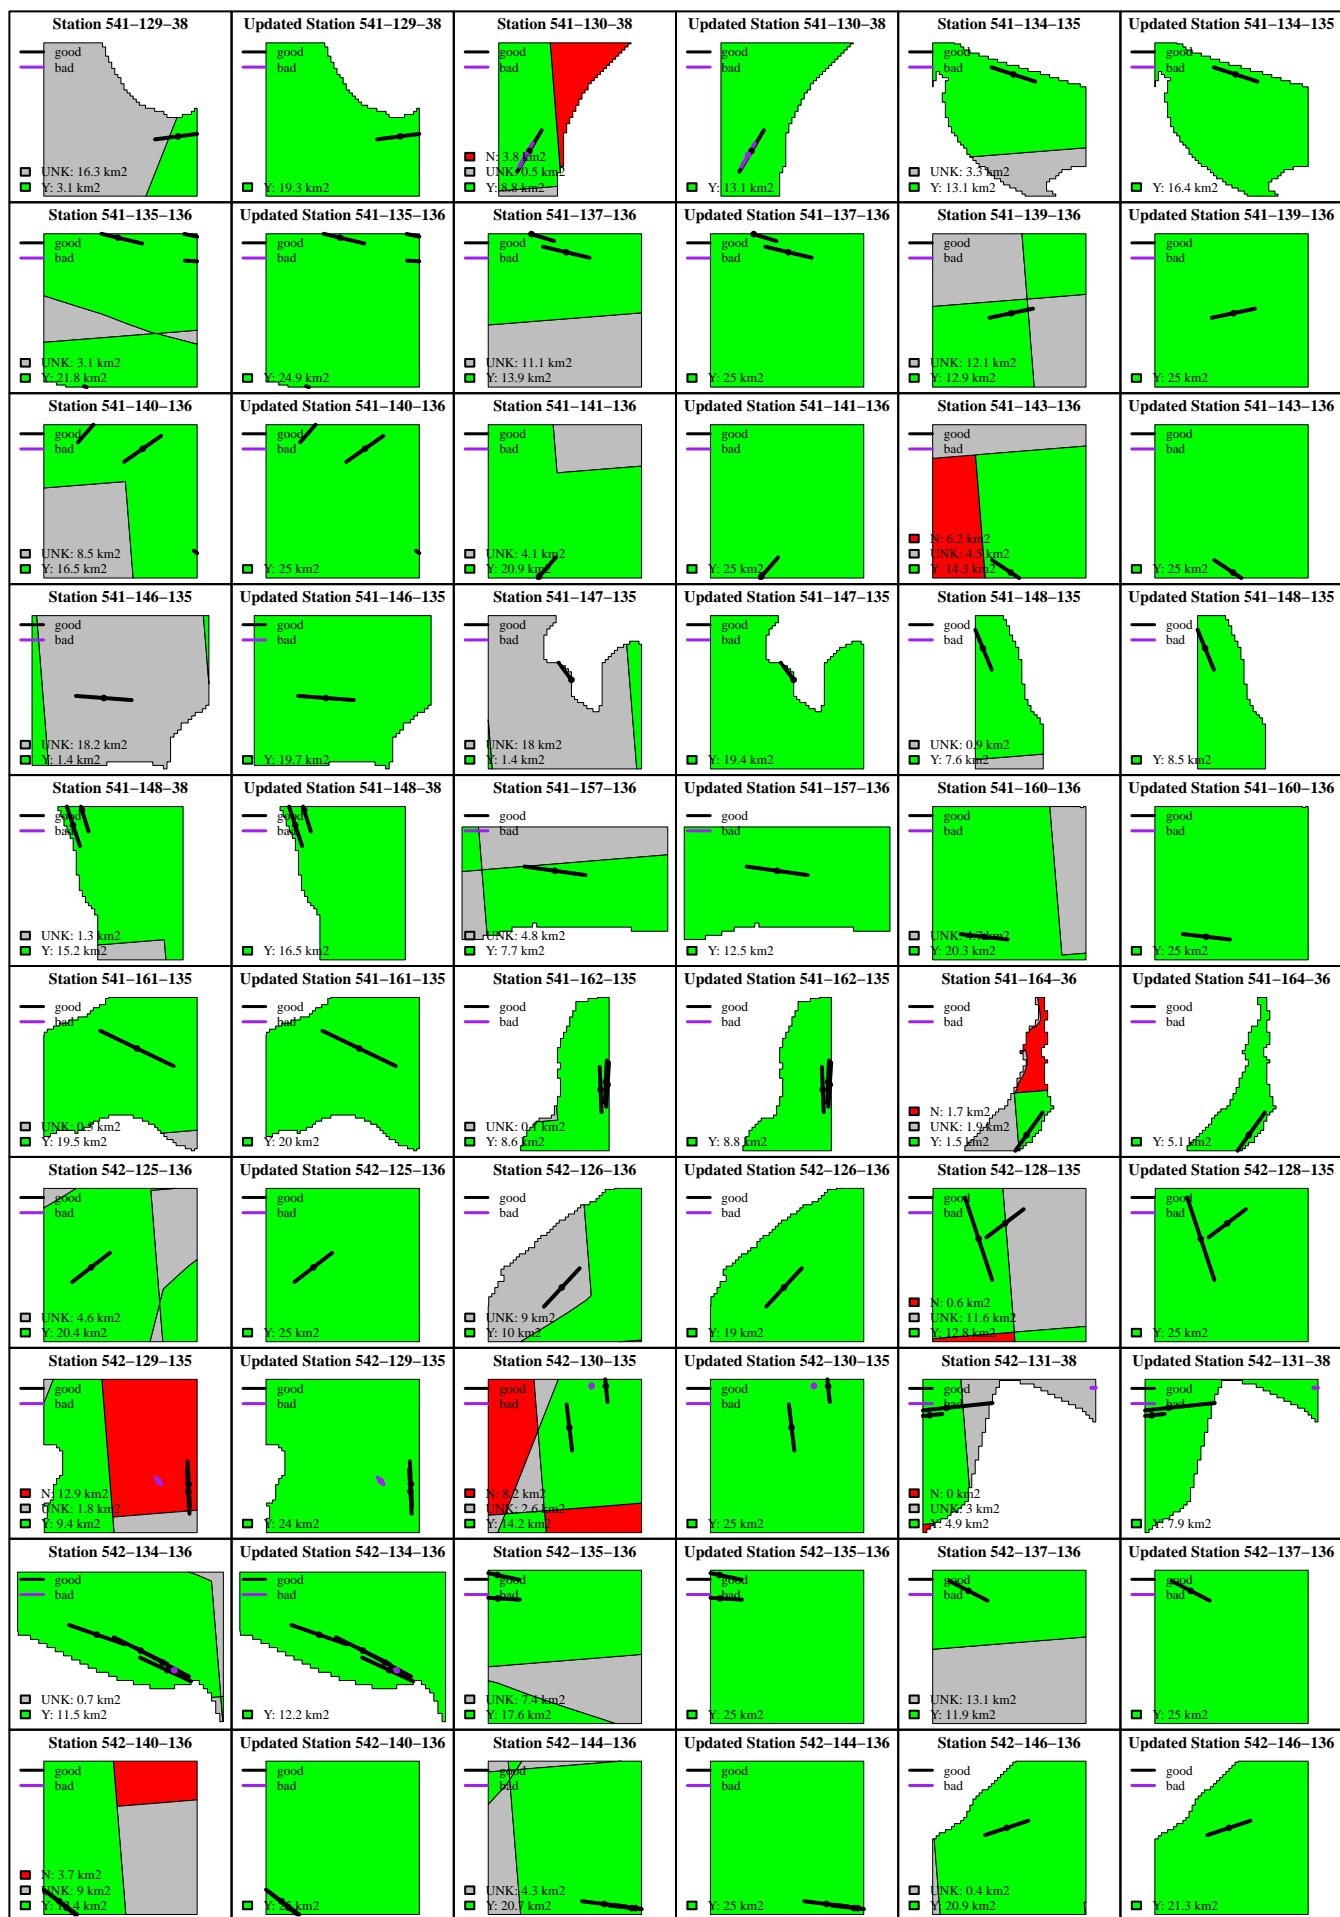 Station 541−129−38
good
bad
UNK: 16.3 km2
Y: 3.1 km2
Updated Station 541−129−38
good
bad
Y: 19.3 km2
Station 541−130−38
good
bad
N: 3.8 km2
UNK: 0.5 km2
Y: 8.8 km2
Updated Station 541−130−38
good
bad
Y: 13.1 km2
Station 541−134−135
good
bad
UNK: 3.3 km2
Y: 13.1 km2
Updated Station 541−134−135
good
bad
Y: 16.4 km2
Station 541−135−136
good
bad
UNK: 3.1 km2
Y: 21.8 km2
Updated Station 541−135−136
good
bad
Y: 24.9 km2
Station 541−137−136
good
bad
UNK: 11.1 km2
Y: 13.9 km2
Updated Station 541−137−136
good
bad
Y: 25 km2
Station 541−139−136
good
bad
UNK: 12.1 km2
Y: 12.9 km2
Updated Station 541−139−136
good
bad
Y: 25 km2
Station 541−140−136
good
bad
UNK: 8.5 km2
Y: 16.5 km2
Updated Station 541−140−136
good
bad
Y: 25 km2
Station 541−141−136
good
bad
UNK: 4.1 km2
Y: 20.9 km2
Updated Station 541−141−136
good
bad
Y: 25 km2
Station 541−143−136
good
bad
N: 6.2 km2
UNK: 4.5 km2
Y: 14.3 km2
Updated Station 541−143−136
good
bad
Y: 25 km2
Station 541−146−135
good
bad
UNK: 18.2 km2
Y: 1.4 km2
Updated Station 541−146−135
good
bad
Y: 19.7 km2
Station 541−147−135
good
bad
UNK: 18 km2
Y: 1.4 km2
Updated Station 541−147−135
good
bad
Y: 19.4 km2
Station 541−148−135
good
bad
UNK: 0.9 km2
Y: 7.6 km2
Updated Station 541−148−135
good
bad
Y: 8.5 km2
Station 541−148−38
good
bad
UNK: 1.3 km2
Y: 15.2 km2
Updated Station 541−148−38
good
bad
Y: 16.5 km2
Station 541−157−136
good
bad
UNK: 4.8 km2
Y: 7.7 km2
Updated Station 541−157−136
good
bad
Y: 12.5 km2
Station 541−160−136
good
bad
UNK: 4.7 km2
Y: 20.3 km2
Updated Station 541−160−136
good
bad
Y: 25 km2
Station 541−161−135
good
bad
UNK: 0.5 km2
Y: 19.5 km2
Updated Station 541−161−135
good
bad
Y: 20 km2
Station 541−162−135
good
bad
UNK: 0.1 km2
Y: 8.6 km2
Updated Station 541−162−135
good
bad
Y: 8.8 km2
Station 541−164−36
good
bad
N: 1.7 km2
UNK: 1.9 km2
Y: 1.5 km2
Updated Station 541−164−36
good
bad
Y: 5.1 km2
Station 542−125−136
good
bad
UNK: 4.6 km2
Y: 20.4 km2
Updated Station 542−125−136
good
bad
Y: 25 km2
Station 542−126−136
good
bad
UNK: 9 km2
Y: 10 km2
Updated Station 542−126−136
good
bad
Y: 19 km2
Station 542−128−135
good
bad
N: 0.6 km2
UNK: 11.6 km2
Y: 12.8 km2
Updated Station 542−128−135
good
bad
Y: 25 km2
Station 542−129−135
good
bad
N: 12.9 km2
UNK: 1.8 km2
Y: 9.4 km2
Updated Station 542−129−135
good
bad
Y: 24 km2
Station 542−130−135
good
bad
N: 8.2 km2
UNK: 2.6 km2
Y: 14.2 km2
Updated Station 542−130−135
good
bad
Y: 25 km2
Station 542−131−38
good
bad
N: 0 km2
UNK: 3 km2
Y: 4.9 km2
Updated Station 542−131−38
good
bad
Y: 7.9 km2
Station 542−134−136
good
bad
UNK: 0.7 km2
Y: 11.5 km2
Updated Station 542−134−136
good
bad
Y: 12.2 km2
Station 542−135−136
good
bad
UNK: 7.4 km2
Y: 17.6 km2
Updated Station 542−135−136
good
bad
Y: 25 km2
Station 542−137−136
good
bad
UNK: 13.1 km2
Y: 11.9 km2
Updated Station 542−137−136
good
bad
Y: 25 km2
Station 542−140−136
good
bad
N: 3.7 km2
UNK: 9 km2
Y: km2
Updated Station 542−140−136
good
bad
Y: 25 km2
Station 542−144−136
good
bad
UNK: 4.3 km2
Y: 20.7 km2
Updated Station 542−144−136
good
bad
Y: 25 km2
Station 542−146−136
good
bad
UNK: 0.4 km2
Y: 20.9 km2
Updated Station 542−146−136
good
bad
Y: 21.3 km2